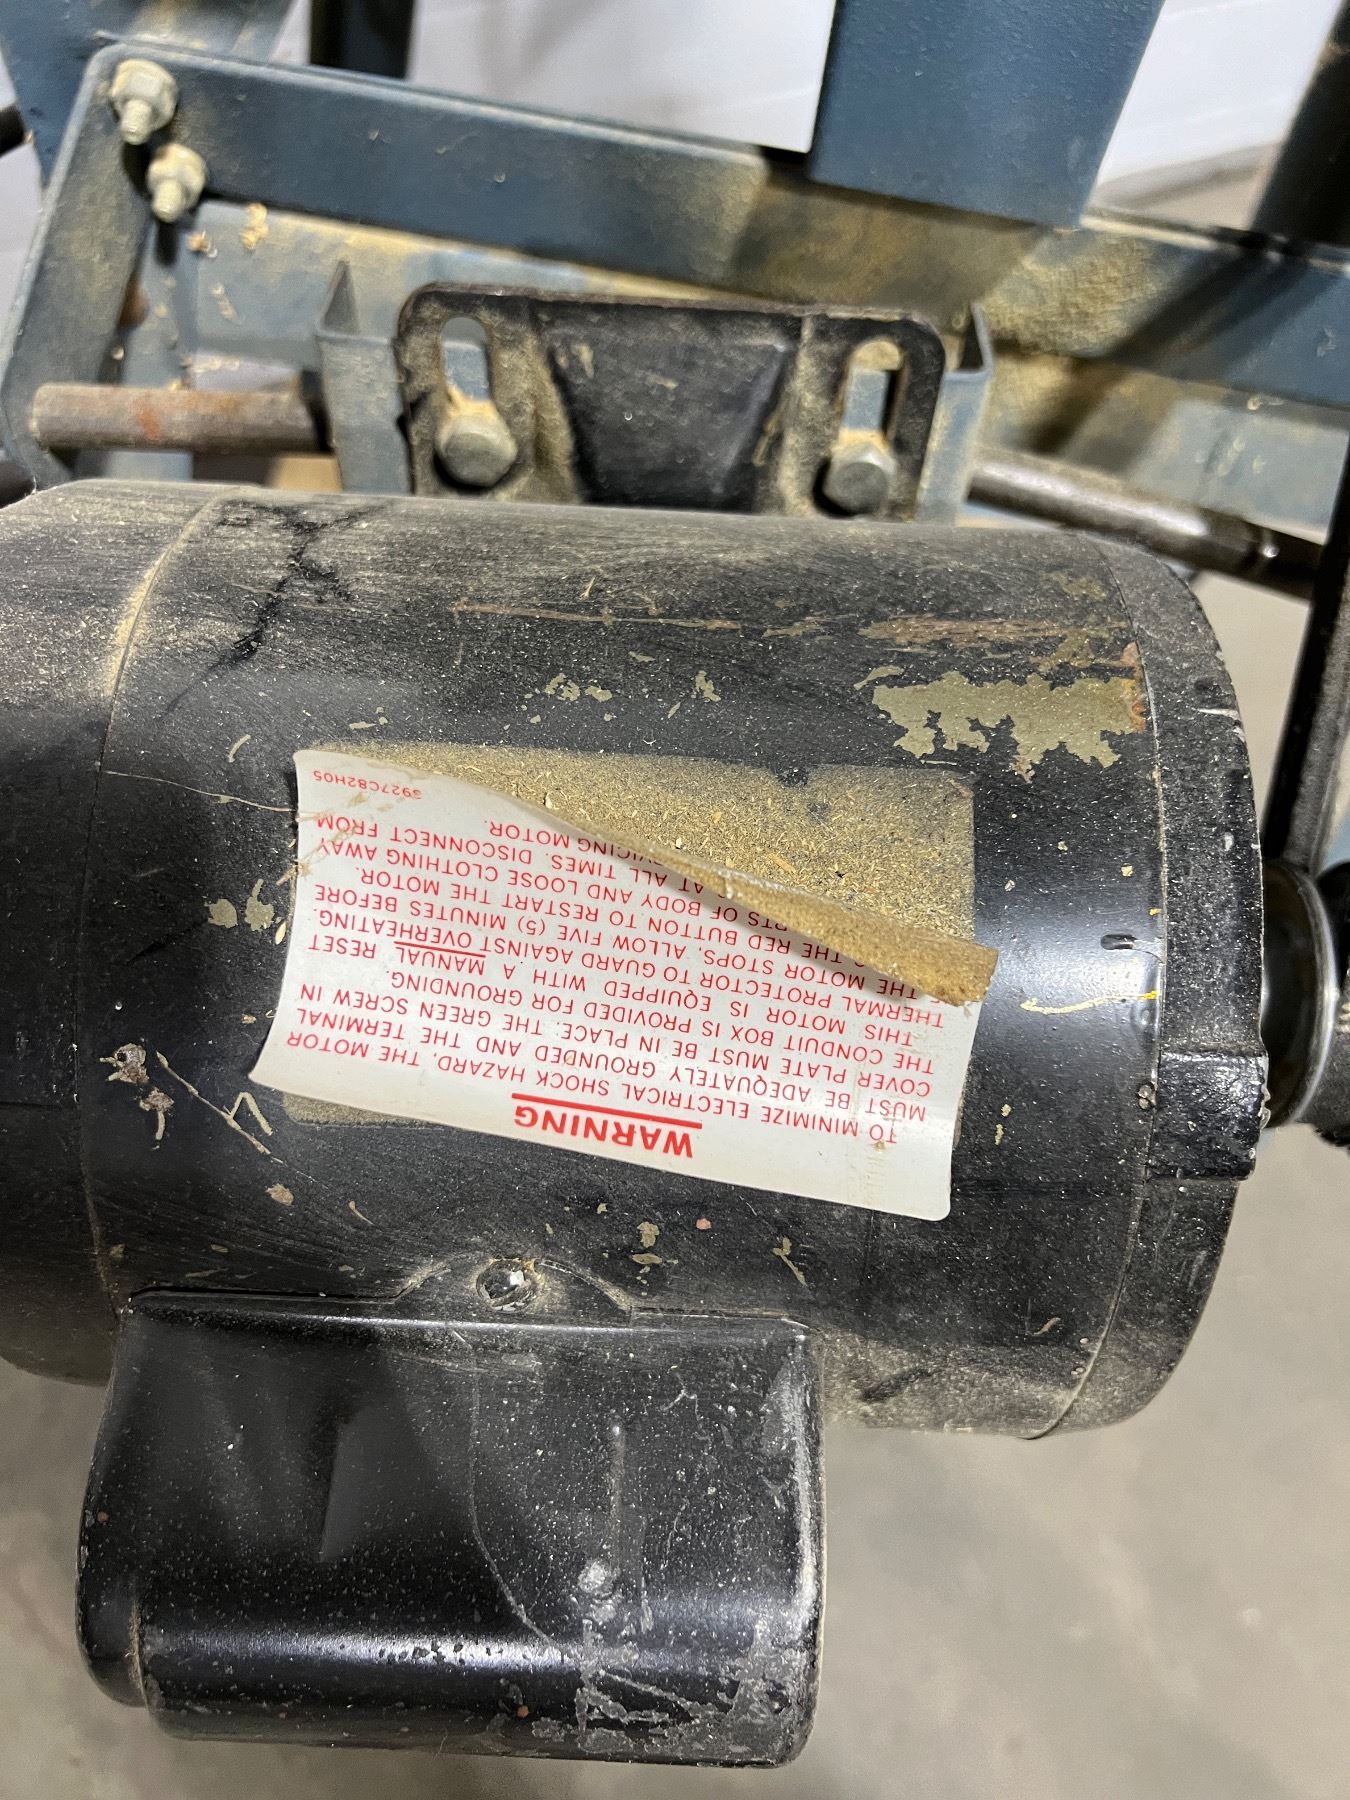 WARNING
TO MINIMIZE ELECTRICAL SHOCK HAZARD, THE MOTOR
MUST BE ADEQUATELY GROUNDED AND THE TERMINAL
COVER PLATE MUST BE IN PLACE. THE GREEN SCREW IN
THE CONDUIT BOX IS PROVIDED FOR GROUNDING
THIS MOTOR IS EQUIPPED WITH A MANUAL RESET
THERMAL PROTECTOR TO GUARD AGAINST OVERHEATING.
THE MOTOR STOPS, ALLOW FIVE (5) MINUTES BEFORE
THE RED BUTTON TO RESTART THE MOTOR.
RTS OF BODY AND LOOSE CLOTHING AWAY
AT ALL TIMES. DISCONNECT FROM
VICING MOTOR.
S927C82H05